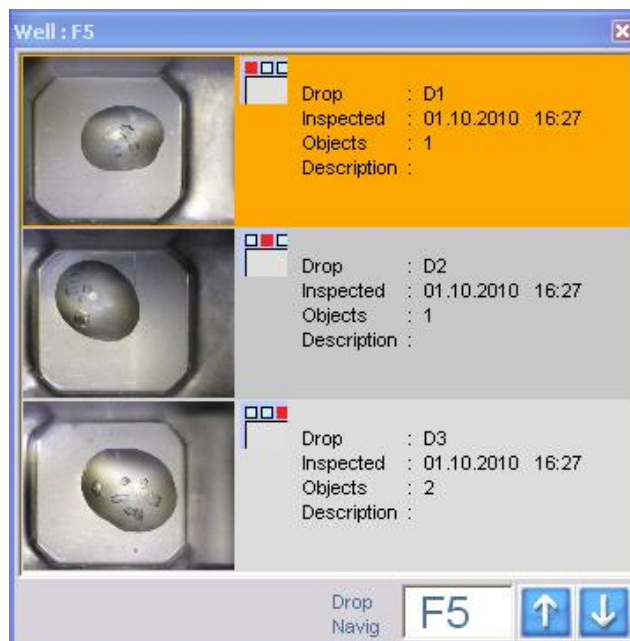 Well : F5
Drop : D1
Inspected : 01.10.2010 16:27
Objects : 1
Description :
Drop : D2
Inspected : 01.10.2010 16:27
Objects : 1
Description :
Drop : D3
Inspected : 01.10.2010 16:27
Objects : 2
Description :
Drop
Navig
F5